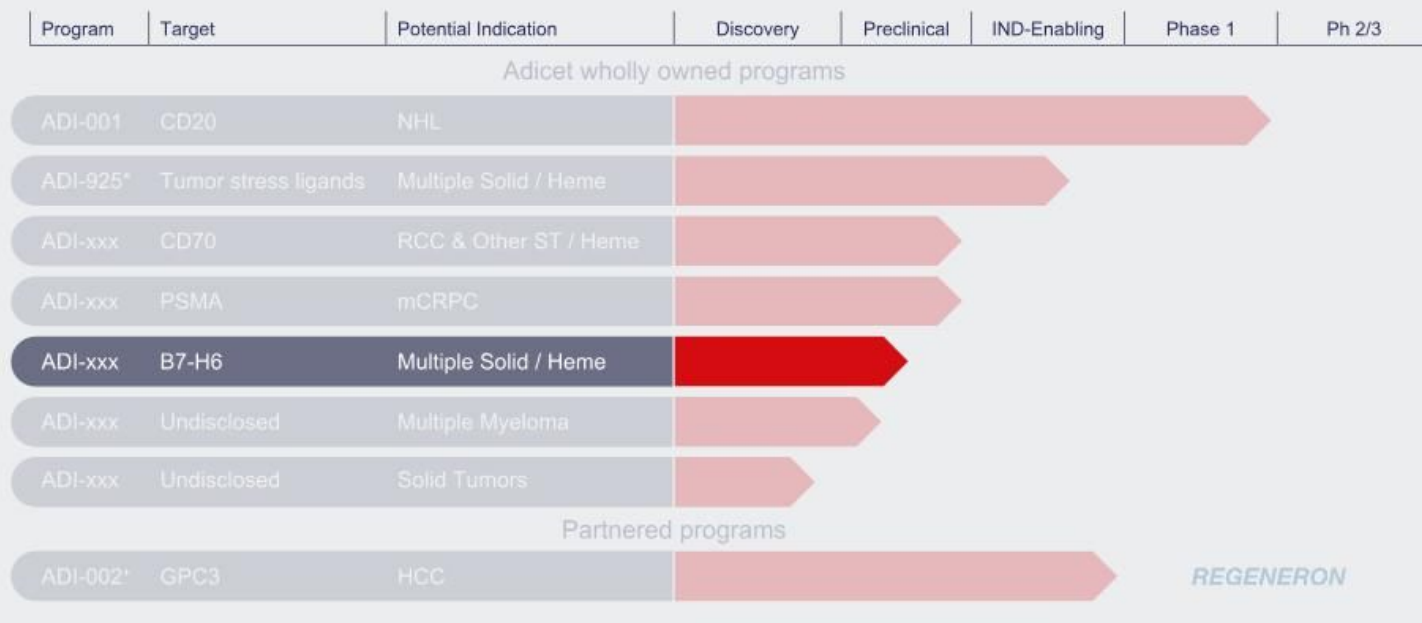 Program Target Potential Indication Discovery Preclinical IND-Enabling Phase 1 Ph 2/3
Adicet wholly owned programs
ADI-001 CD20 NHL
ADI-925* Tumor stress ligands Multiple Solid / Heme
ADI-xxx CD70 RCC & Other ST / Heme
ADI-xxx PSMA mCRPC
ADI-xxx B7-H6 Multiple Solid / Heme
ADI-xxx Undisclosed Multiple Myeloma
ADI-xxx Undisclosed Solid Tumors
Partnered programs
ADI-002⁺ GPC3 HCC REGENERON